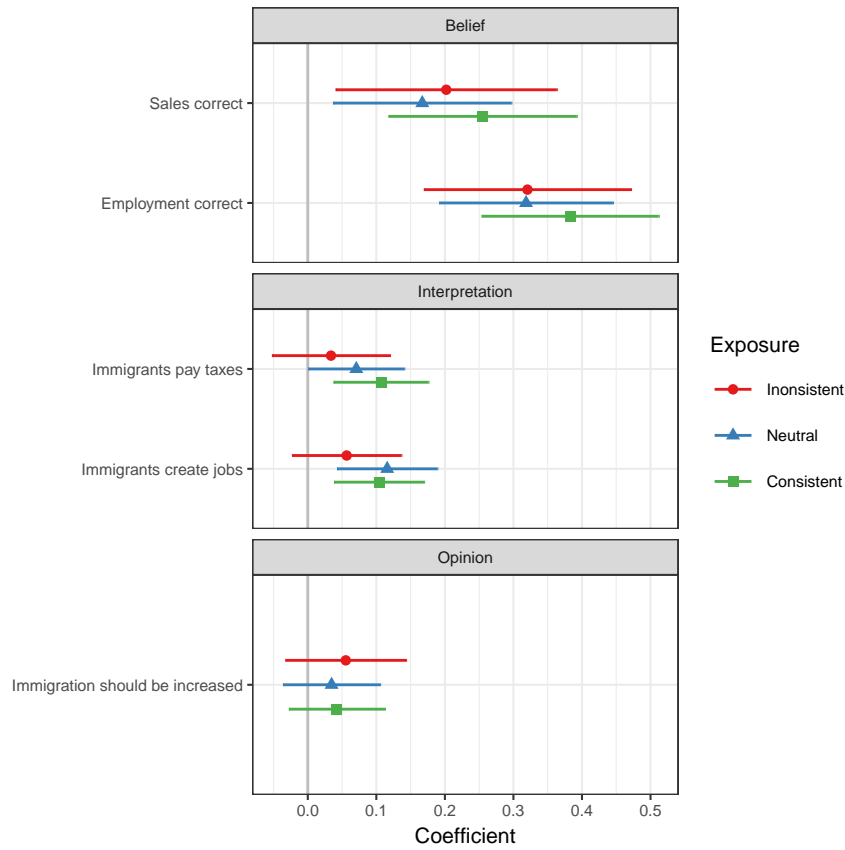 Belief
Sales correct
Employment correct
Interpretation
Immigrants pay taxes
Immigrants create jobs
Opinion
Immigration should be increased
0.0 0.1 0.2 0.3 0.4 0.5
Coefficient
Exposure
Inonsistent
Neutral
Consistent